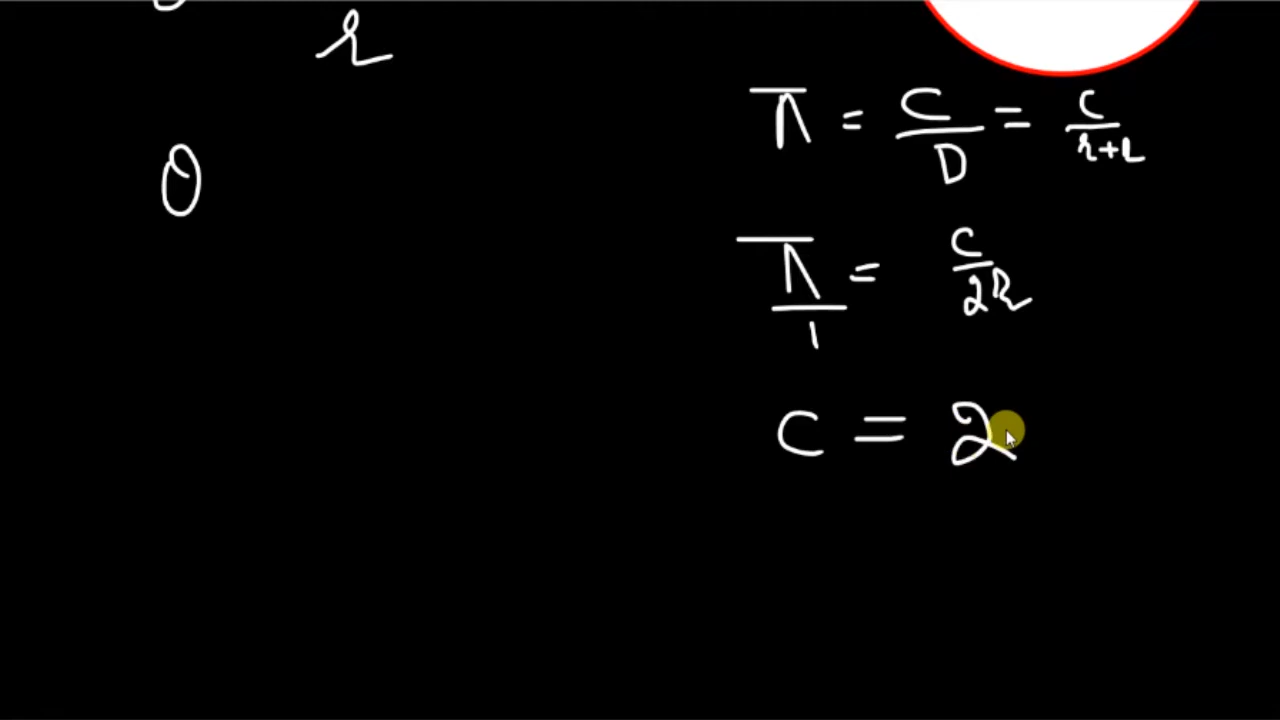 r
θ
π = C/D = C/r+r
π/1 = C/2r
C = 2